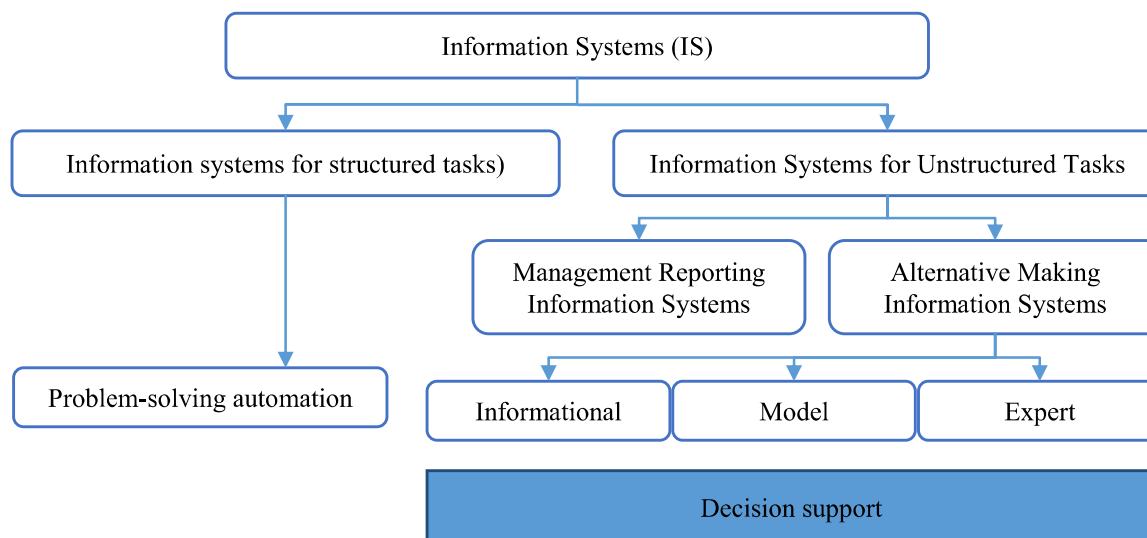 Information Systems (IS)
Information systems for structured tasks)
Information Systems for Unstructured Tasks
Management Reporting
Information Systems
Alternative Making
Information Systems
Problem-solving automation
Informational
Model
Expert
Decision support